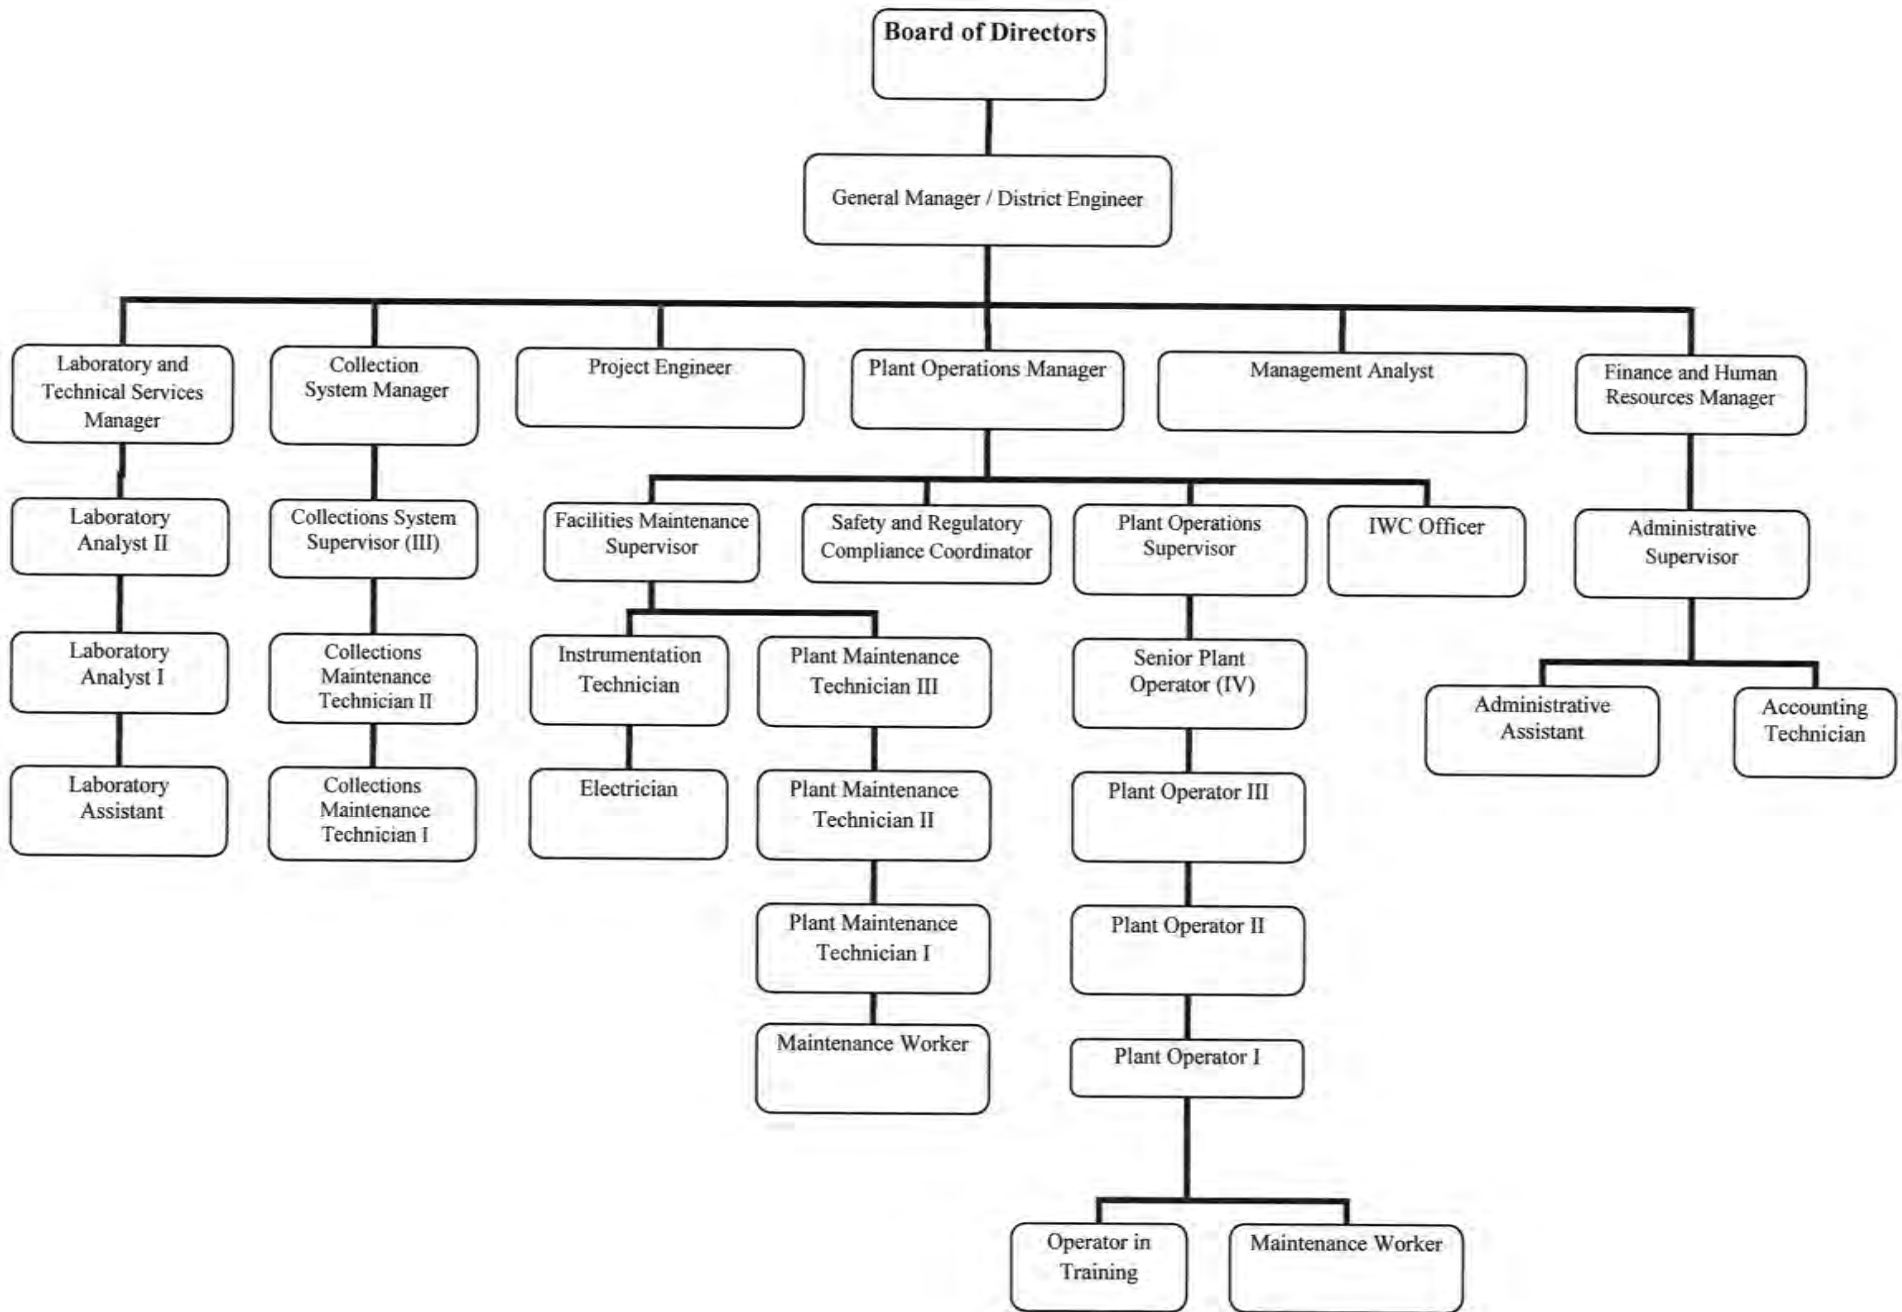 Board of Directors
General Manager / District Engineer
Laboratory and
Technical Services
Manager
Collection
System Manager
Project Engineer
Plant Operations Manager
Management Analyst
Finance and Human
Resources Manager
Laboratory
Analyst II
Collections System
Supervisor (III)
Facilities Maintenance
Supervisor
Safety and Regulatory
Compliance Coordinator
Plant Operations
Supervisor
IWC Officer
Administrative
Supervisor
Laboratory
Analyst I
Collections
Maintenance
Technician II
Instrumentation
Technician
Plant Maintenance
Technician III
Senior Plant
Operator (IV)
Administrative
Assistant
Accounting
Technician
Laboratory
Assistant
Collections
Maintenance
Technician I
Electrician
Plant Maintenance
Technician II
Plant Operator III
Plant Maintenance
Technician I
Plant Operator II
Maintenance Worker
Plant Operator I
Operator in
Training
Maintenance Worker